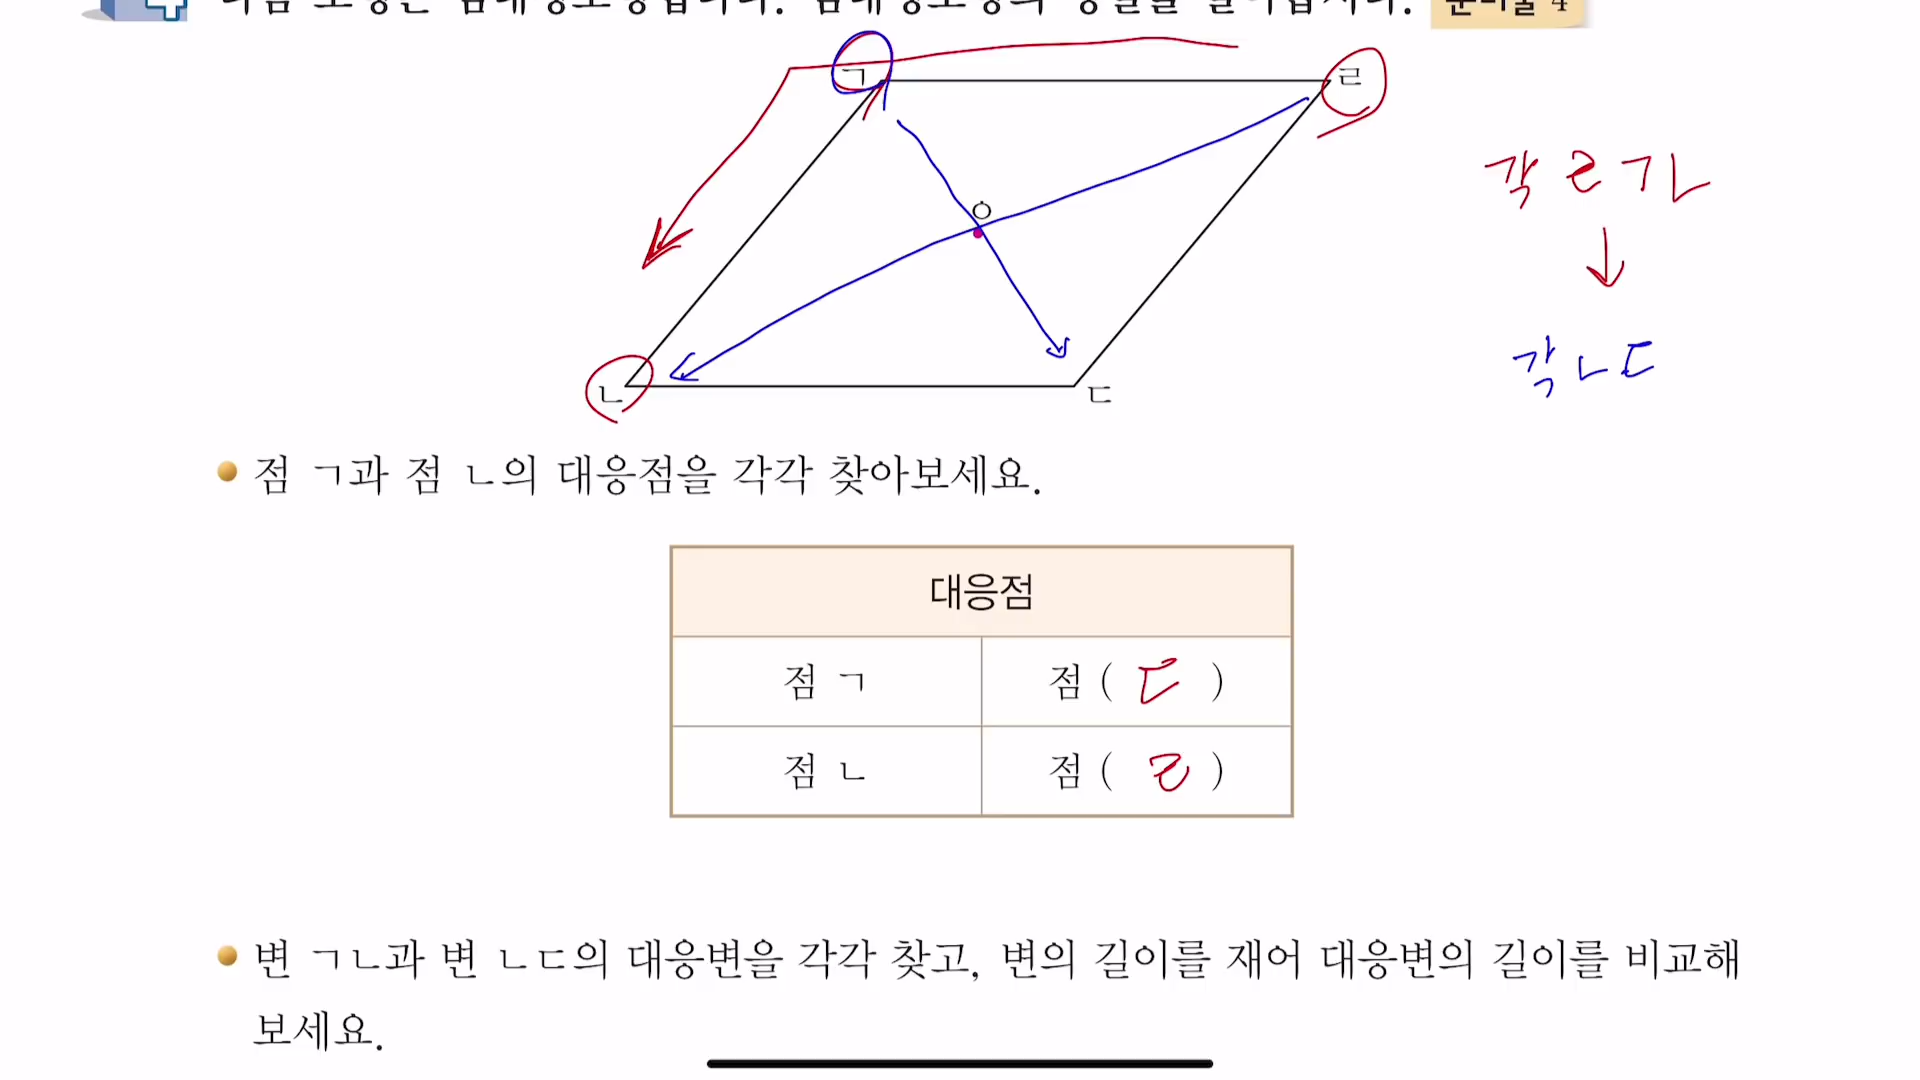 ㄱ ㄹ
각 ㄹㄱㄴ
ㅇ
각 ㄴㄷ
ㄴ ㄷ
점 ㄱ과 점 ㄴ의 대응점을 각각 찾아보세요.
대응점
점 ㄱ 점 ( ㄷ )
점 ㄴ 점 ( ㄹ )
변 ㄱㄴ과 변 ㄴㄷ의 대응변을 각각 찾고, 변의 길이를 재어 대응변의 길이를 비교해
보세요.